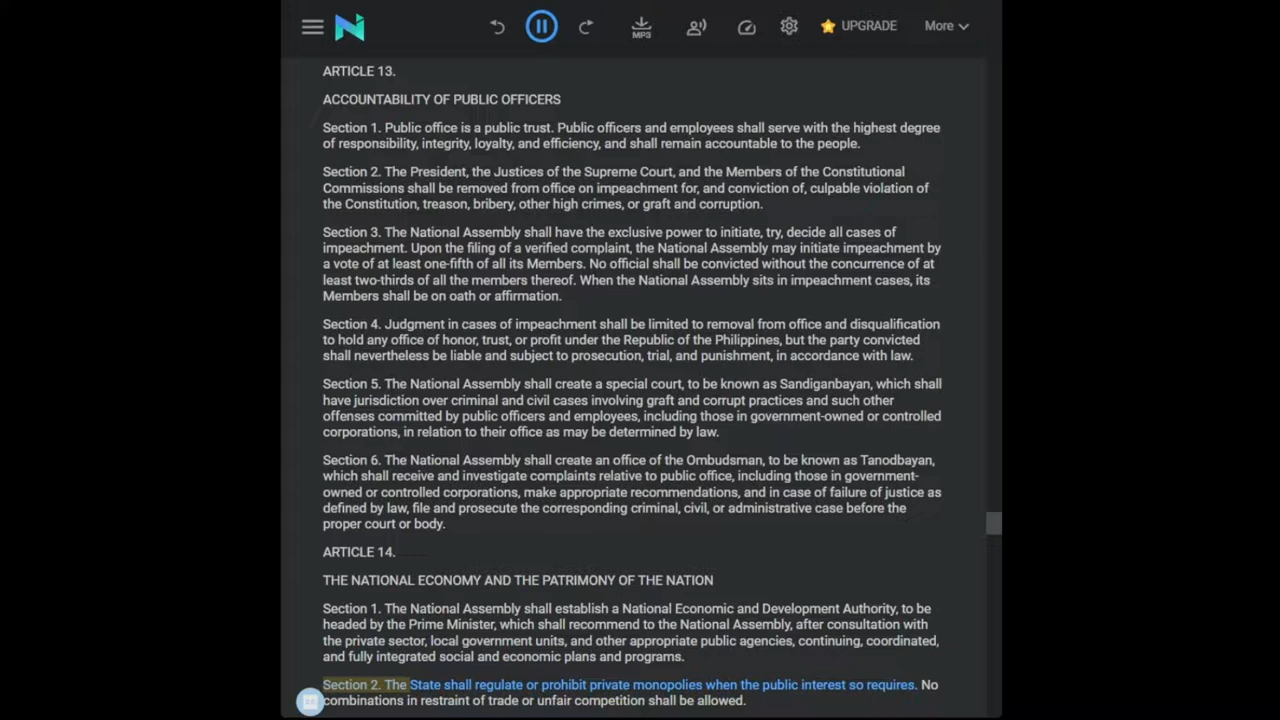 MP3
UPGRADE
More
ARTICLE 13.
ACCOUNTABILITY OF PUBLIC OFFICERS
Section 1. Public office is a public trust. Public officers and employees shall serve with the highest degree
of responsibility, integrity, loyalty, and efficiency, and shall remain accountable to the people.
Section 2. The President, the Justices of the Supreme Court, and the Members of the Constitutional
Commissions shall be removed from office on impeachment for, and conviction of, culpable violation of
the Constitution, treason, bribery, other high crimes, or graft and corruption.
Section 3. The National Assembly shall have the exclusive power to initiate, try, decide all cases of
impeachment. Upon the filing of a verified complaint, the National Assembly may initiate impeachment by
a vote of at least one-fifth of all its Members. No official shall be convicted without the concurrence of at
least two-thirds of all the members thereof. When the National Assembly sits in impeachment cases, its
Members shall be on oath or affirmation.
Section 4. Judgment in cases of impeachment shall be limited to removal from office and disqualification
to hold any office of honor, trust, or profit under the Republic of the Philippines, but the party convicted
shall nevertheless be liable and subject to prosecution, trial, and punishment, in accordance with law.
Section 5. The National Assembly shall create a special court, to be known as Sandiganbayan, which shall
have jurisdiction over criminal and civil cases involving graft and corrupt practices and such other
offenses committed by public officers and employees, including those in government-owned or controlled
corporations, in relation to their office as may be determined by law.
Section 6. The National Assembly shall create an office of the Ombudsman, to be known as Tanodbayan,
which shall receive and investigate complaints relative to public office, including those in government-
owned or controlled corporations, make appropriate recommendations, and in case of failure of justice as
defined by law, file and prosecute the corresponding criminal, civil, or administrative case before the
proper court or body.
ARTICLE 14.
THE NATIONAL ECONOMY AND THE PATRIMONY OF THE NATION
Section 1. The National Assembly shall establish a National Economic and Development Authority, to be
headed by the Prime Minister, which shall recommend to the National Assembly, after consultation with
the private sector, local government units, and other appropriate public agencies, continuing, coordinated,
and fully integrated social and economic plans and programs.
Section 2. The State shall regulate or prohibit private monopolies when the public interest so requires. No
combinations in restraint of trade or unfair competition shall be allowed.